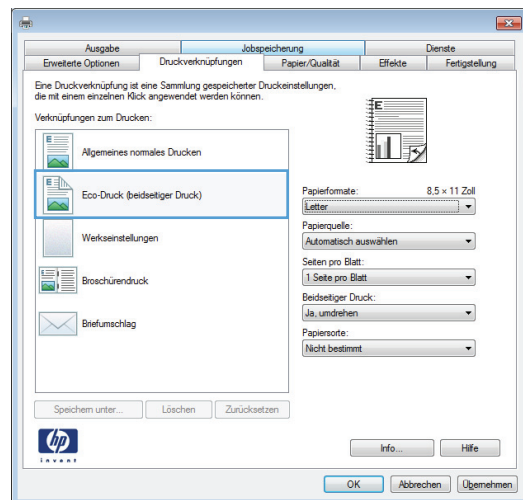 Ausgabe
Jobspeicherung
Dienste
Erweiterte Optionen
Druckverknüpfungen
Papier/Qualität
Effekte
Fertigstellung
Eine Druckverknüpfung ist eine Sammlung gespeicherter Druckeinstellungen,
die mit einem einzelnen Klick angewendet werden können.
Verknüpfungen zum Drucken:
Allgemeines normales Drucken
Eco-Druck (beidseitiger Druck)
Werkseinstellungen
Broschürendruck
Briefumschlag
E
Papierformate: 8,5 × 11 Zoll
Letter
Papierquelle:
Automatisch auswählen
Seiten pro Blatt:
1 Seite pro Blatt
Beidseitiger Druck:
Ja, umdrehen
Papiersorte:
Nicht bestimmt
Speichern unter... Löschen Zurücksetzen
hp
invent
Info... Hilfe
OK Abbrechen Übernehmen